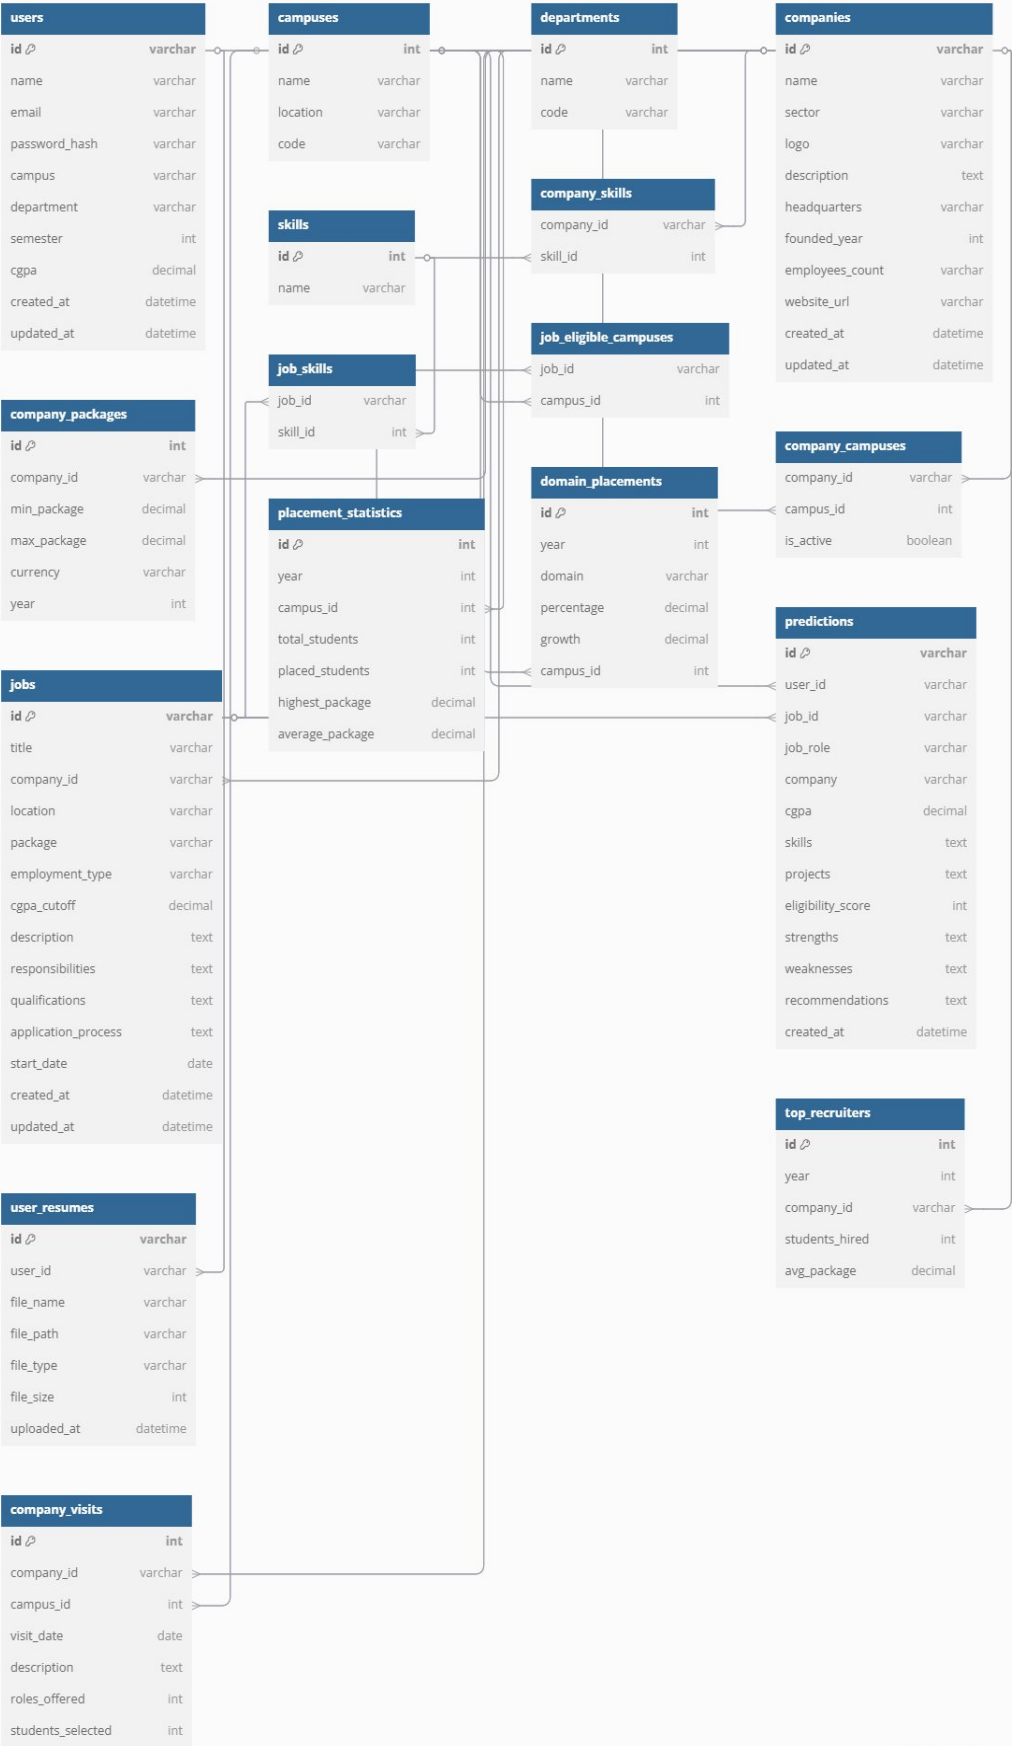 users
id varchar
name varchar
email varchar
password_hash varchar
campus varchar
department varchar
semester int
cgpa decimal
created_at datetime
updated_at datetime
campuses
id int
name varchar
location varchar
code varchar
departments
id int
name varchar
code varchar
companies
id varchar
name varchar
sector varchar
logo varchar
description text
headquarters varchar
founded_year int
employees_count varchar
website_url varchar
created_at datetime
updated_at datetime
skills
id int
name varchar
company_skills
company_id varchar
skill_id int
job_skills
job_id varchar
skill_id int
job_eligible_campuses
job_id varchar
campus_id int
company_packages
id int
company_id varchar
min_package decimal
max_package decimal
currency varchar
year int
placement_statistics
id int
year int
campus_id int
total_students int
placed_students int
highest_package decimal
average_package decimal
domain_placements
id int
year int
domain varchar
percentage decimal
growth decimal
campus_id int
company_campuses
company_id varchar
campus_id int
is_active boolean
predictions
id varchar
user_id varchar
job_id varchar
job_role varchar
company varchar
cgpa decimal
skills text
projects text
eligibility_score int
strengths text
weaknesses text
recommendations text
created_at datetime
jobs
id varchar
title varchar
company_id varchar
location varchar
package varchar
employment_type varchar
cgpa_cutoff decimal
description text
responsibilities text
qualifications text
application_process text
start_date date
created_at datetime
updated_at datetime
top_recruiters
id int
year int
company_id varchar
students_hired int
avg_package decimal
user_resumes
id varchar
user_id varchar
file_name varchar
file_path varchar
file_type varchar
file_size int
uploaded_at datetime
company_visits
id int
company_id varchar
campus_id int
visit_date date
description text
roles_offered int
students_selected int